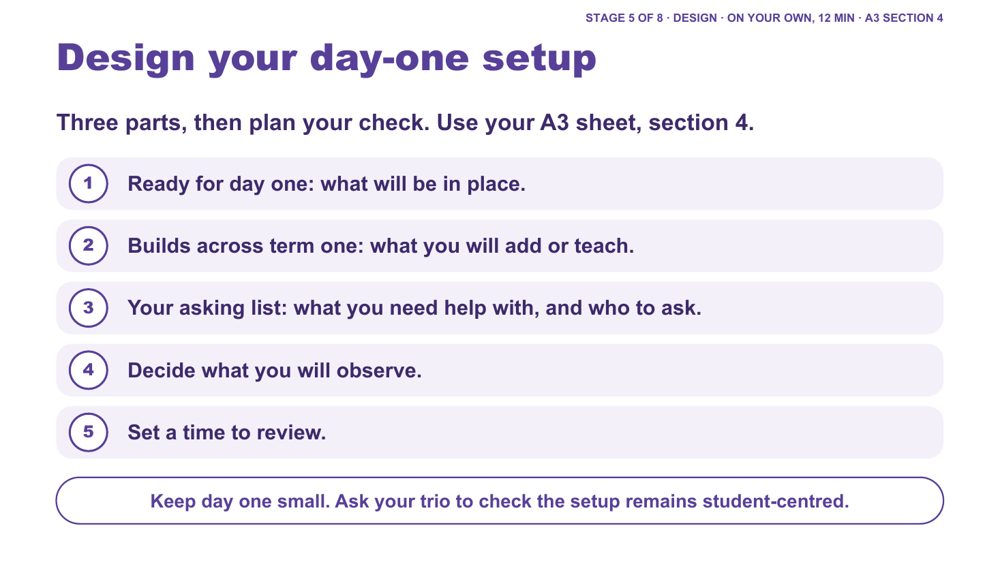 STAGE 5 OF 8 · DESIGN · ON YOUR OWN, 12 MIN · A3 SECTION 4
Design your day-one setup
Three parts, then plan your check. Use your A3 sheet, section 4.
1 Ready for day one: what will be in place.
2 Builds across term one: what you will add or teach.
3 Your asking list: what you need help with, and who to ask.
4 Decide what you will observe.
5 Set a time to review.
Keep day one small. Ask your trio to check the setup remains student-centred.